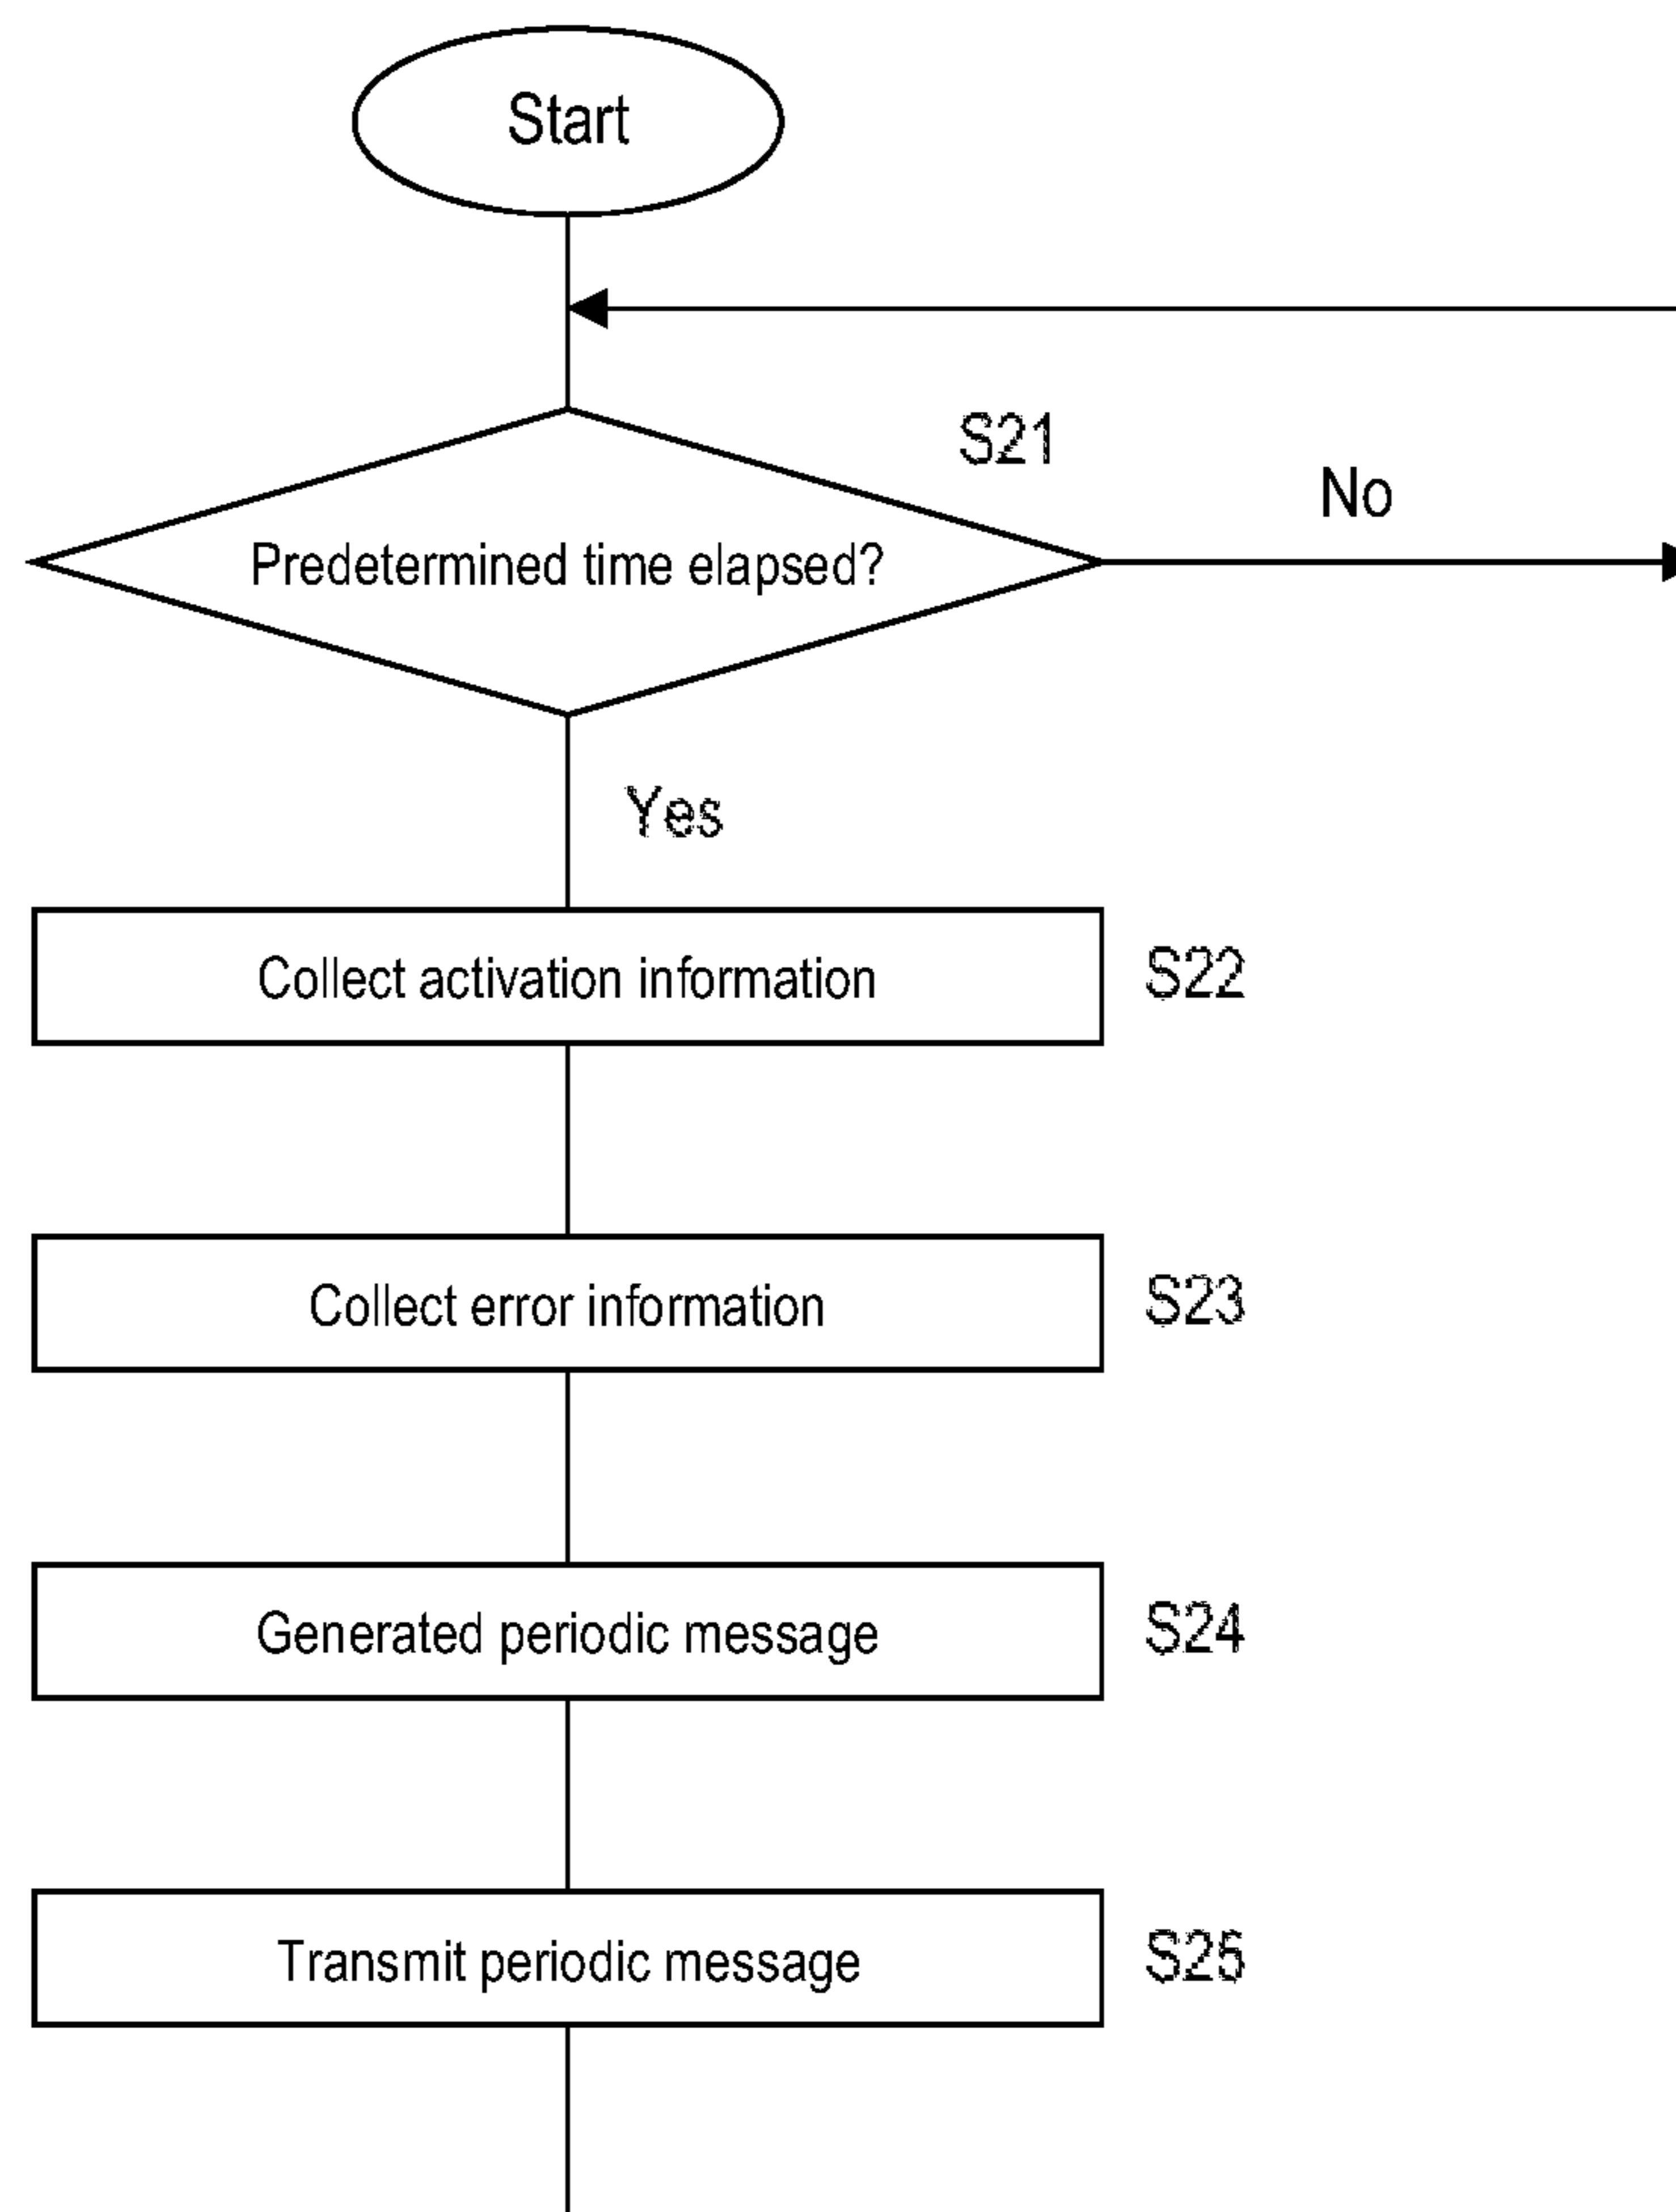 Start
S21
No
Predetermined time elapsed?
Yes
Collect activation information
S22
Collect error information
S23
Generated periodic message
S24
Transmit periodic message
S25